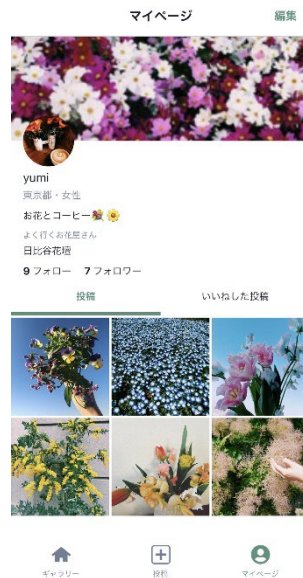 マイページ 編集
yumi
東京都・女性
お花とコーヒー💐🌼
よく行くお花屋さん
日比谷花壇
9 フォロー 7 フォロワー
投稿 いいねした投稿
ギャラリー 投稿 マイページ